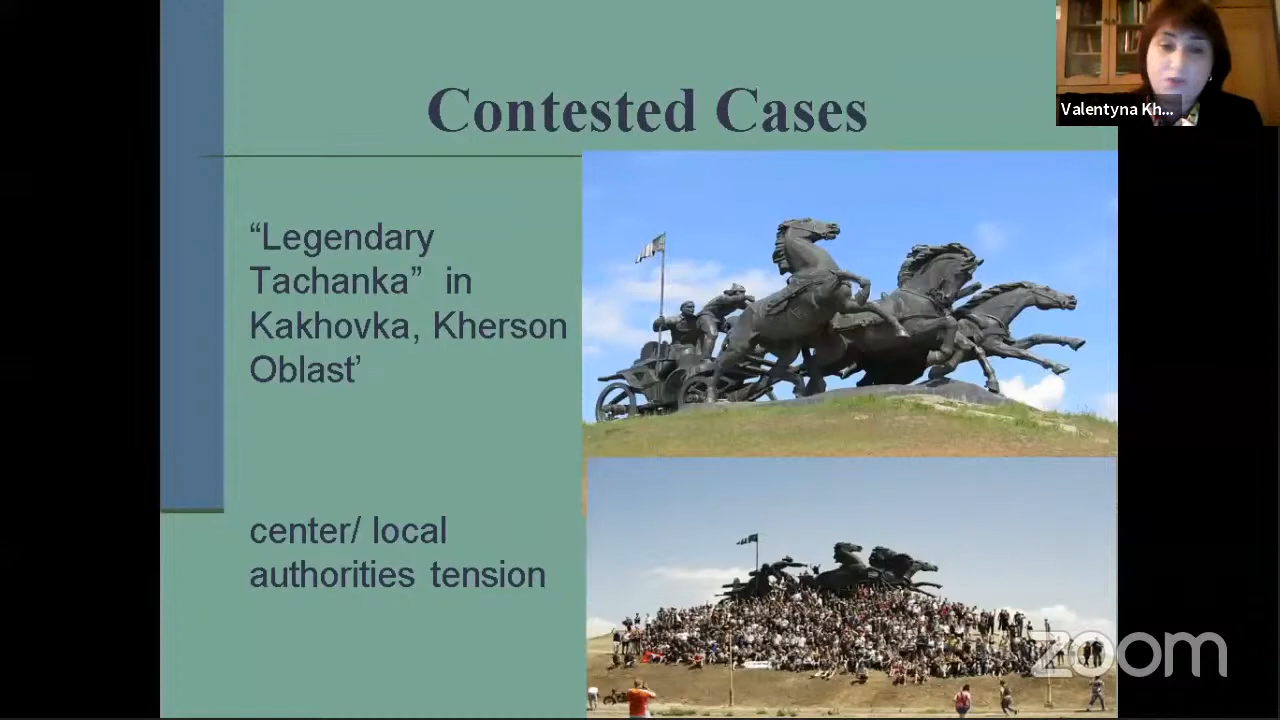 Contested Cases
Valentyna Kh...
“Legendary
Tachanka” in
Kakhovka, Kherson
Oblast’
center/ local
authorities tension
zoom